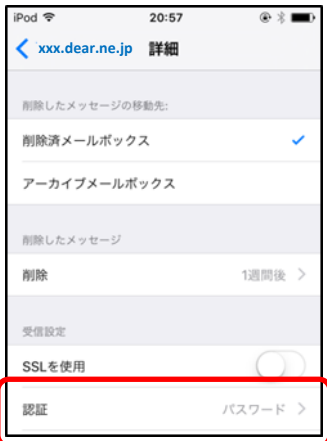 iPod 20:57
xxx.dear.ne.jp 詳細
削除したメッセージの移動先:
削除済メールボックス
アーカイブメールボックス
削除したメッセージ
削除 1週間後
受信設定
SSLを使用
認証 パスワード